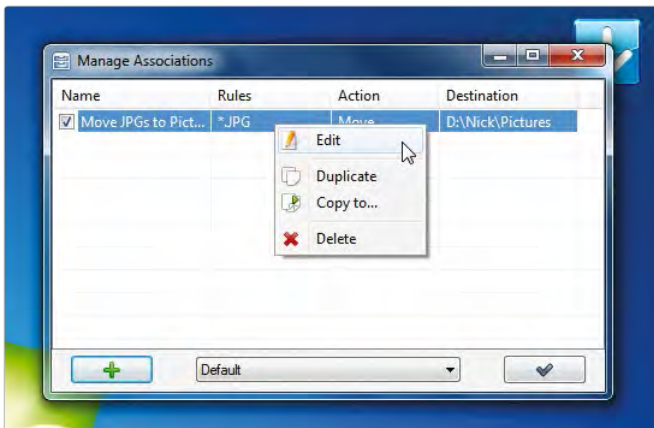 Manage Associations
Name Rules Action Destination
Move JPGs to Pict... *.JPG Move D:\Nick\Pictures
Edit
Duplicate
Copy to...
Delete
Default